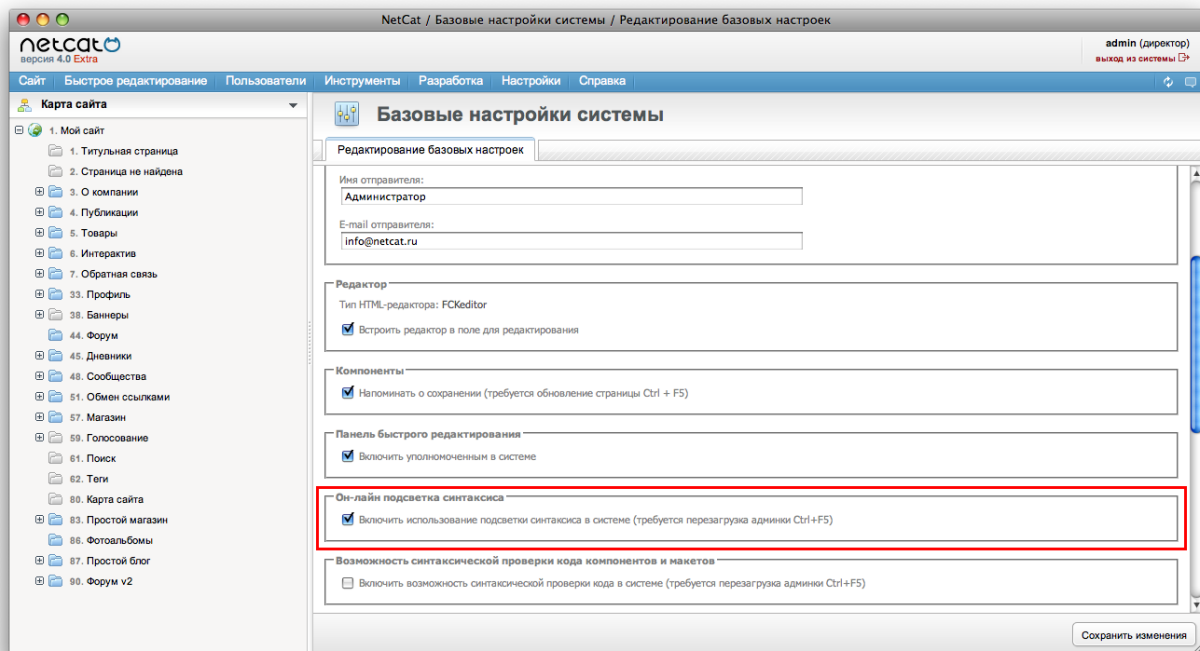 NetCat / Базовые настройки системы / Редактирование базовых настроек
netcat
версия 4.0 Extra
admin (директор)
выход из системы
Сайт Быстрое редактирование Пользователи Инструменты Разработка Настройки Справка
Карта сайта
1. Мой сайт
1. Титульная страница
2. Страница не найдена
3. О компании
4. Публикации
5. Товары
6. Интерактив
7. Обратная связь
33. Профиль
38. Баннеры
44. Форум
45. Дневники
48. Сообщества
51. Обмен ссылками
57. Магазин
59. Голосование
61. Поиск
62. Теги
80. Карта сайта
83. Простой магазин
86. Фотоальбомы
87. Простой блог
90. Форум v2
Базовые настройки системы
Редактирование базовых настроек
Имя отправителя:
Администратор
E-mail отправителя:
info@netcat.ru
Редактор
Тип HTML-редактора: FCKeditor
Встроить редактор в поле для редактирования
Компоненты
Напоминать о сохранении (требуется обновление страницы Ctrl + F5)
Панель быстрого редактирования
Включить уполномоченным в системе
Он-лайн подсветка синтаксиса
Включить использование подсветки синтаксиса в системе (требуется перезагрузка админки Ctrl+F5)
Возможность синтаксической проверки кода компонентов и макетов
Включить возможность синтаксической проверки кода в системе (требуется перезагрузка админки Ctrl+F5)
Сохранить изменения